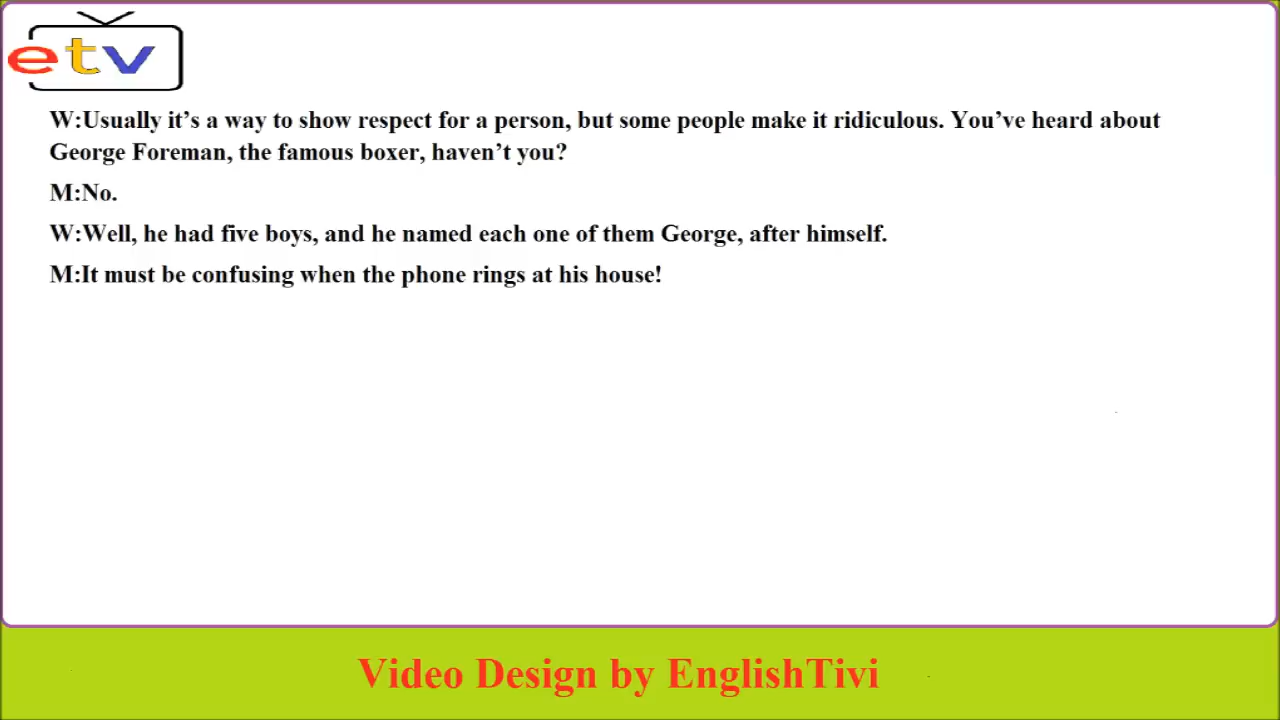 etv
W:Usually it’s a way to show respect for a person, but some people make it ridiculous. You’ve heard about
George Foreman, the famous boxer, haven’t you?
M:No.
W:Well, he had five boys, and he named each one of them George, after himself.
M:It must be confusing when the phone rings at his house!
Video Design by EnglishTivi